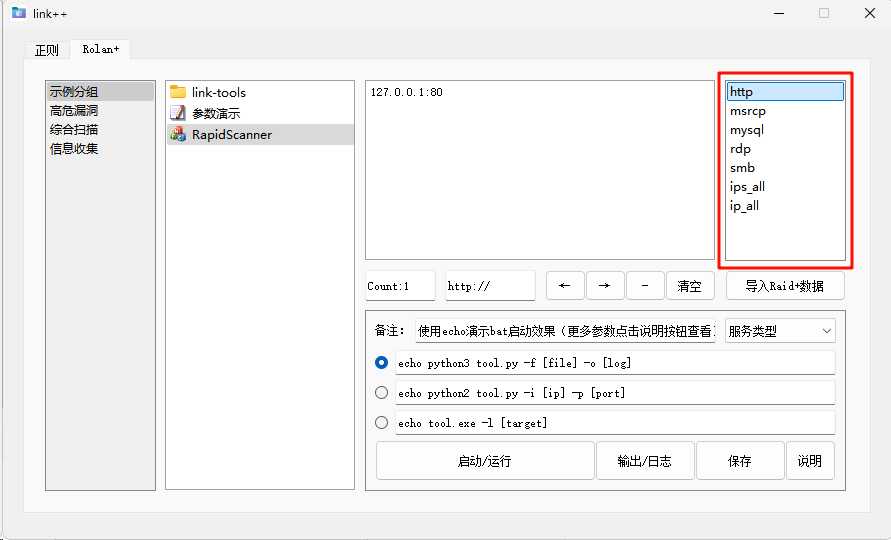 link++
正则
Rolan+
示例分组
高危漏洞
综合扫描
信息收集
link-tools
参数演示
RapidScanner
127.0.0.1:80
http
msrcp
mysql
rdp
smb
ips_all
ip_all
Count:1
http://
←
→
-
清空
导入Raid+数据
备注：
使用echo演示bat启动效果（更多参数点击说明按钮查看
服务类型
echo python3 tool.py -f [file] -o [log]
echo python2 tool.py -i [ip] -p [port]
echo tool.exe -l [target]
启动/运行
输出/日志
保存
说明